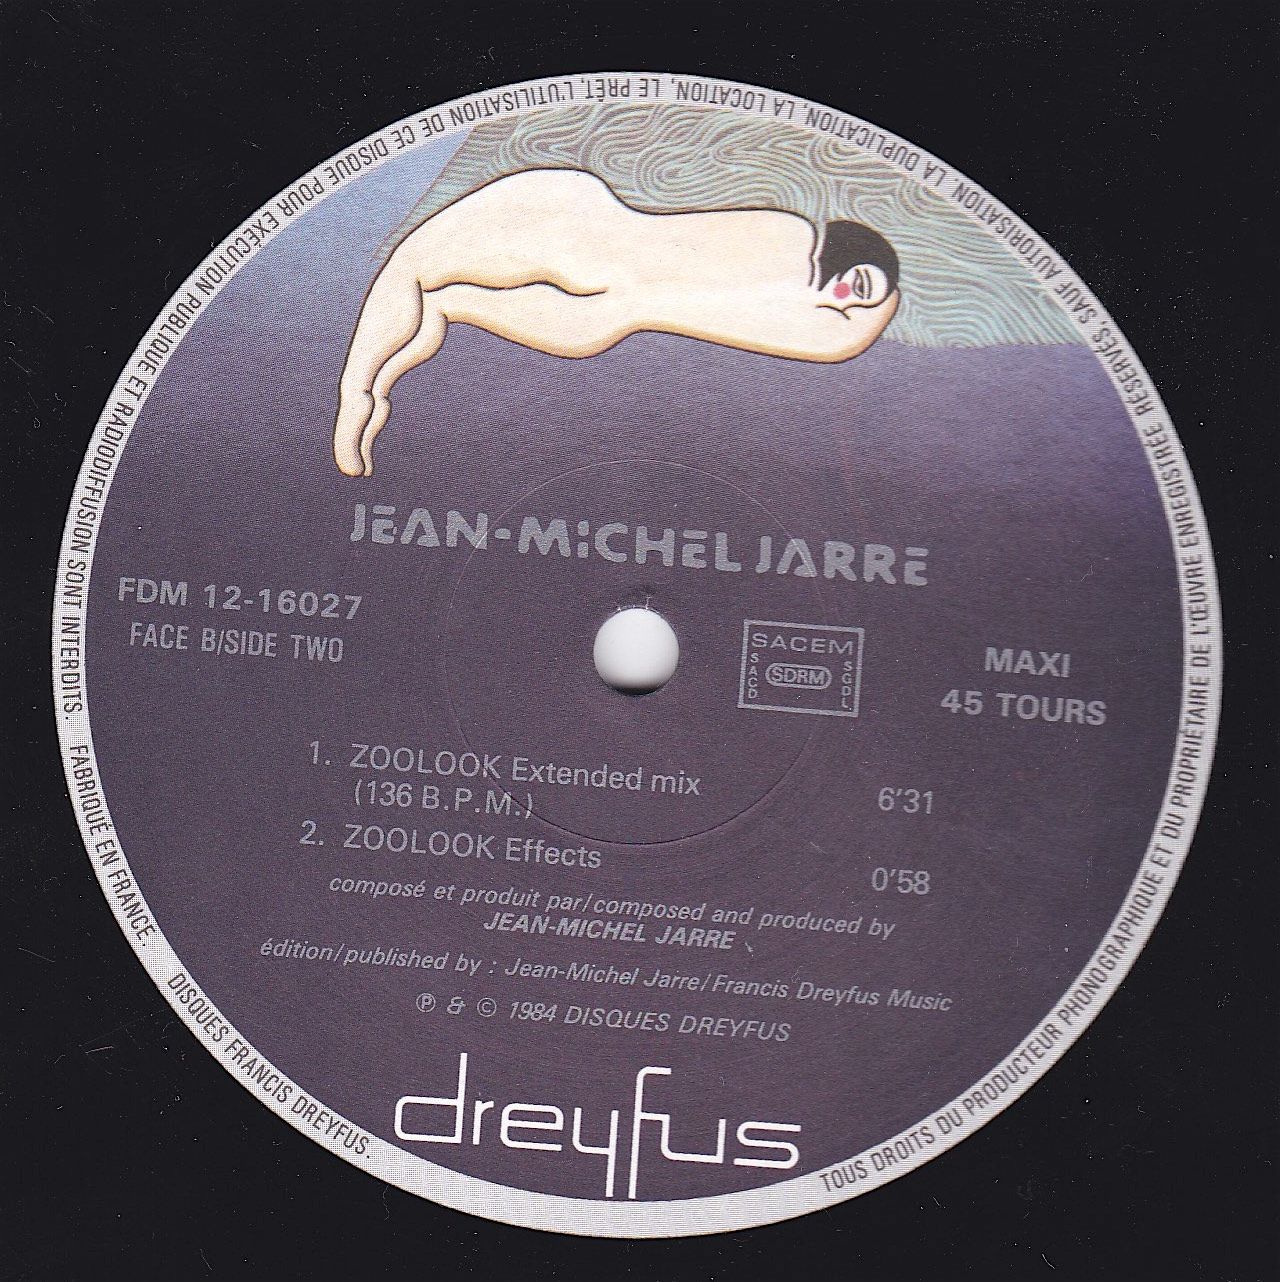 JEAN-MICHEL JARRE
FDM 12-16027
FACE B/SIDE TWO
SACEM
SACD
SDRM
SGDL
MAXI
45 TOURS
1. ZOOLOOK Extended mix
(136 B.P.M.) 6'31
2. ZOOLOOK Effects 0'58
composé et produit par/composed and produced by
JEAN-MICHEL JARRE
édition/published by : Jean-Michel Jarre/Francis Dreyfus Music
℗ & © 1984 DISQUES DREYFUS
dreyfus
TOUS DROITS DU PRODUCTEUR PHONOGRAPHIQUE ET DU PROPRIÉTAIRE DE L'ŒUVRE ENREGISTRÉE RÉSERVÉS. SAUF AUTORISATION, LA DUPLICATION, LA LOCATION, LE PRÊT, L'UTILISATION DE CE DISQUE POUR EXÉCUTION PUBLIQUE ET RADIODIFFUSION SONT INTERDITS. FABRIQUÉ EN FRANCE. DISQUES FRANCIS DREYFUS.